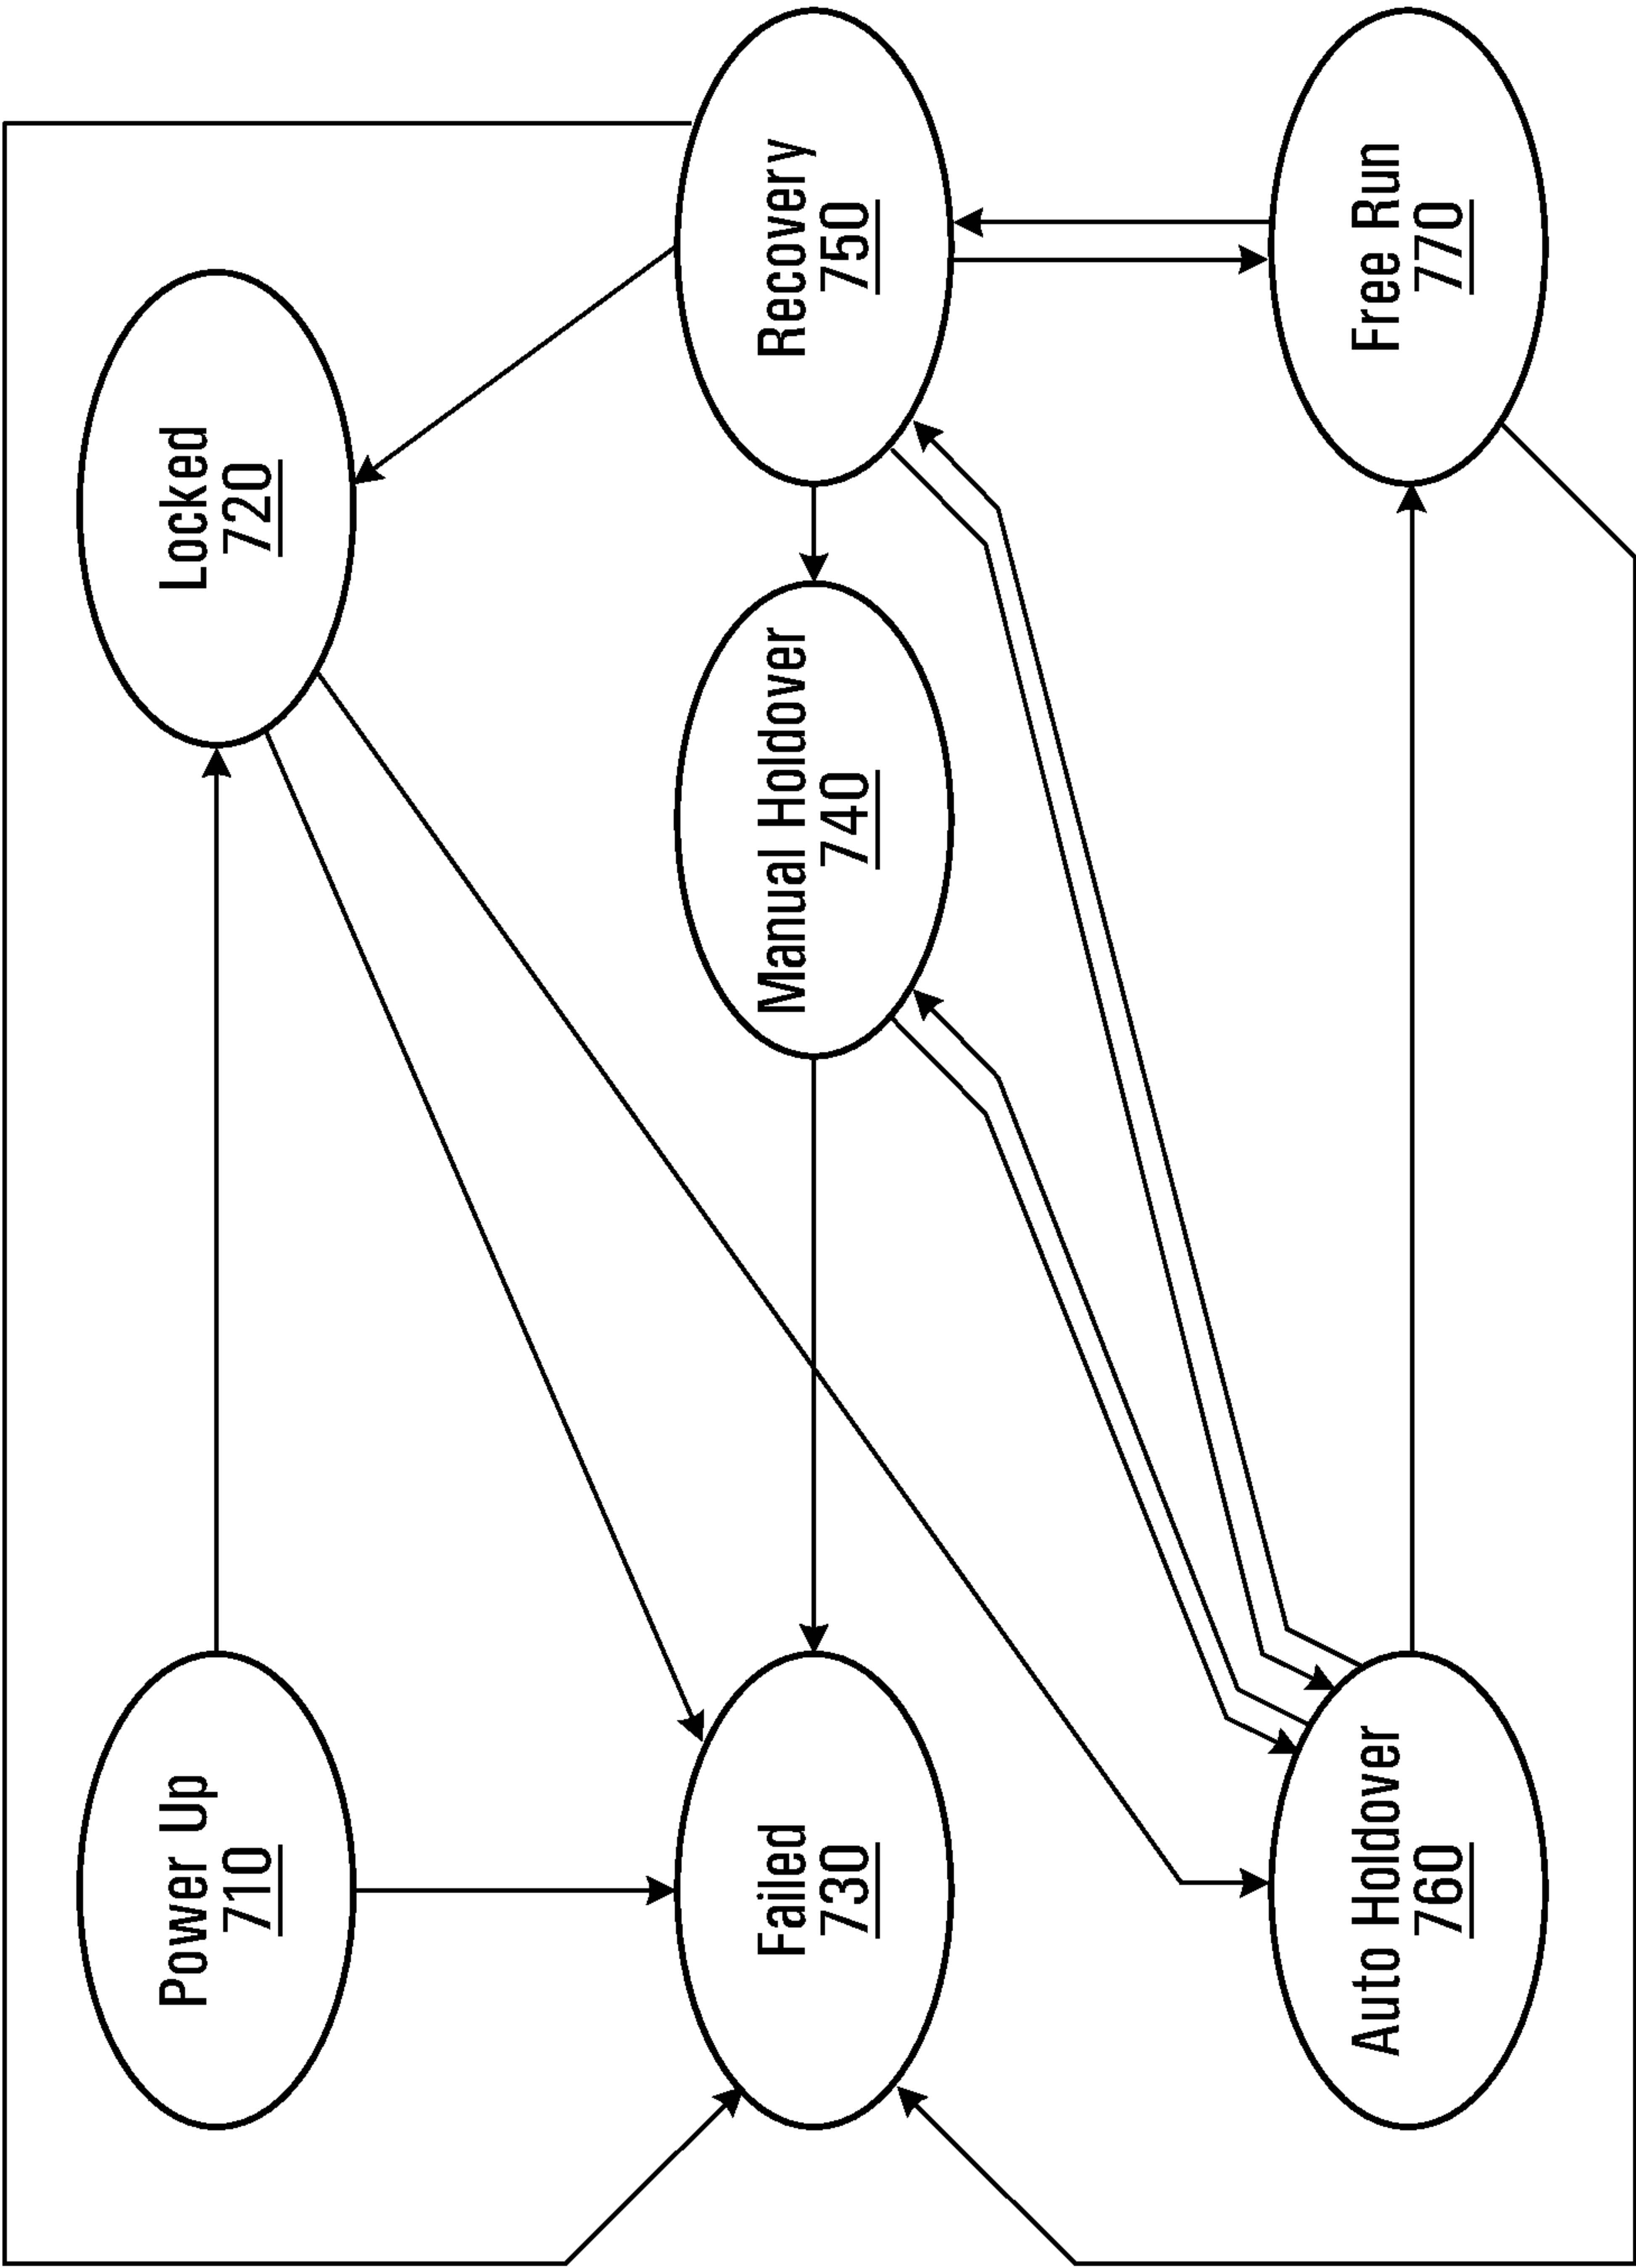 Power Up
710
Locked
720
Failed
730
Manual Holdover
740
Recovery
750
Auto Holdover
760
Free Run
770